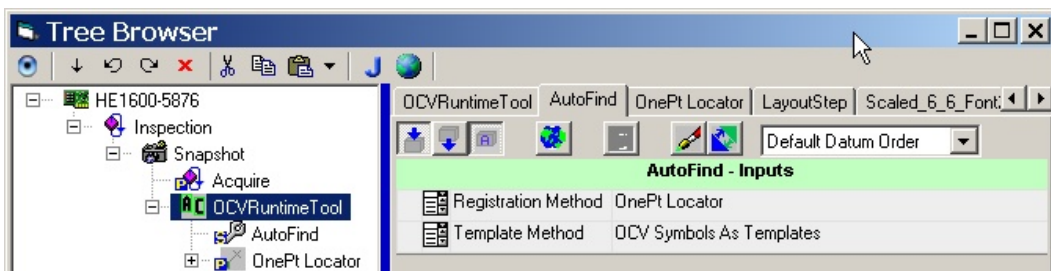 Tree Browser
HE1600-5876
Inspection
Snapshot
Acquire
OCVRuntimeTool
AutoFind
OnePt Locator
OCVRuntimeTool AutoFind OnePt Locator LayoutStep Scaled_6_6_Font
Default Datum Order
AutoFind - Inputs
Registration Method OnePt Locator
Template Method OCV Symbols As Templates